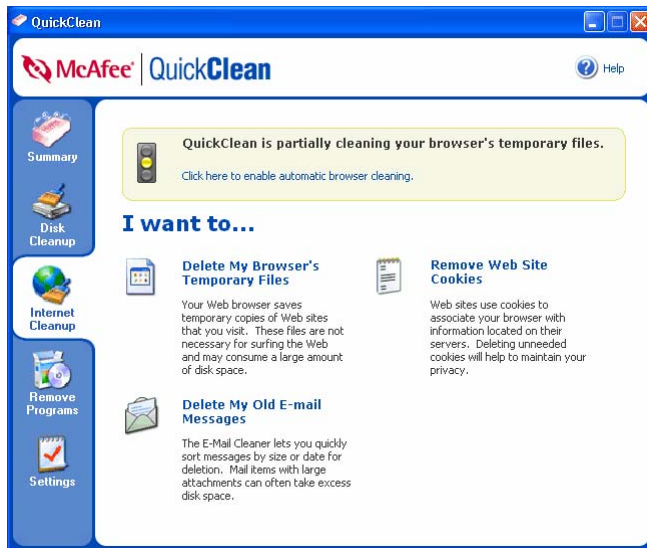 QuickClean
McAfee® | QuickClean
Help
Summary
Disk
Cleanup
Internet
Cleanup
Remove
Programs
Settings
QuickClean is partially cleaning your browser's temporary files.
Click here to enable automatic browser cleaning.
I want to...
Delete My Browser's
Temporary Files
Your Web browser saves
temporary copies of Web sites
that you visit. These files are not
necessary for surfing the Web
and may consume a large amount
of disk space.
Remove Web Site
Cookies
Web sites use cookies to
associate your browser with
information located on their
servers. Deleting unneeded
cookies will help to maintain your
privacy.
Delete My Old E-mail
Messages
The E-Mail Cleaner lets you quickly
sort messages by size or date for
deletion. Mail items with large
attachments can often take excess
disk space.